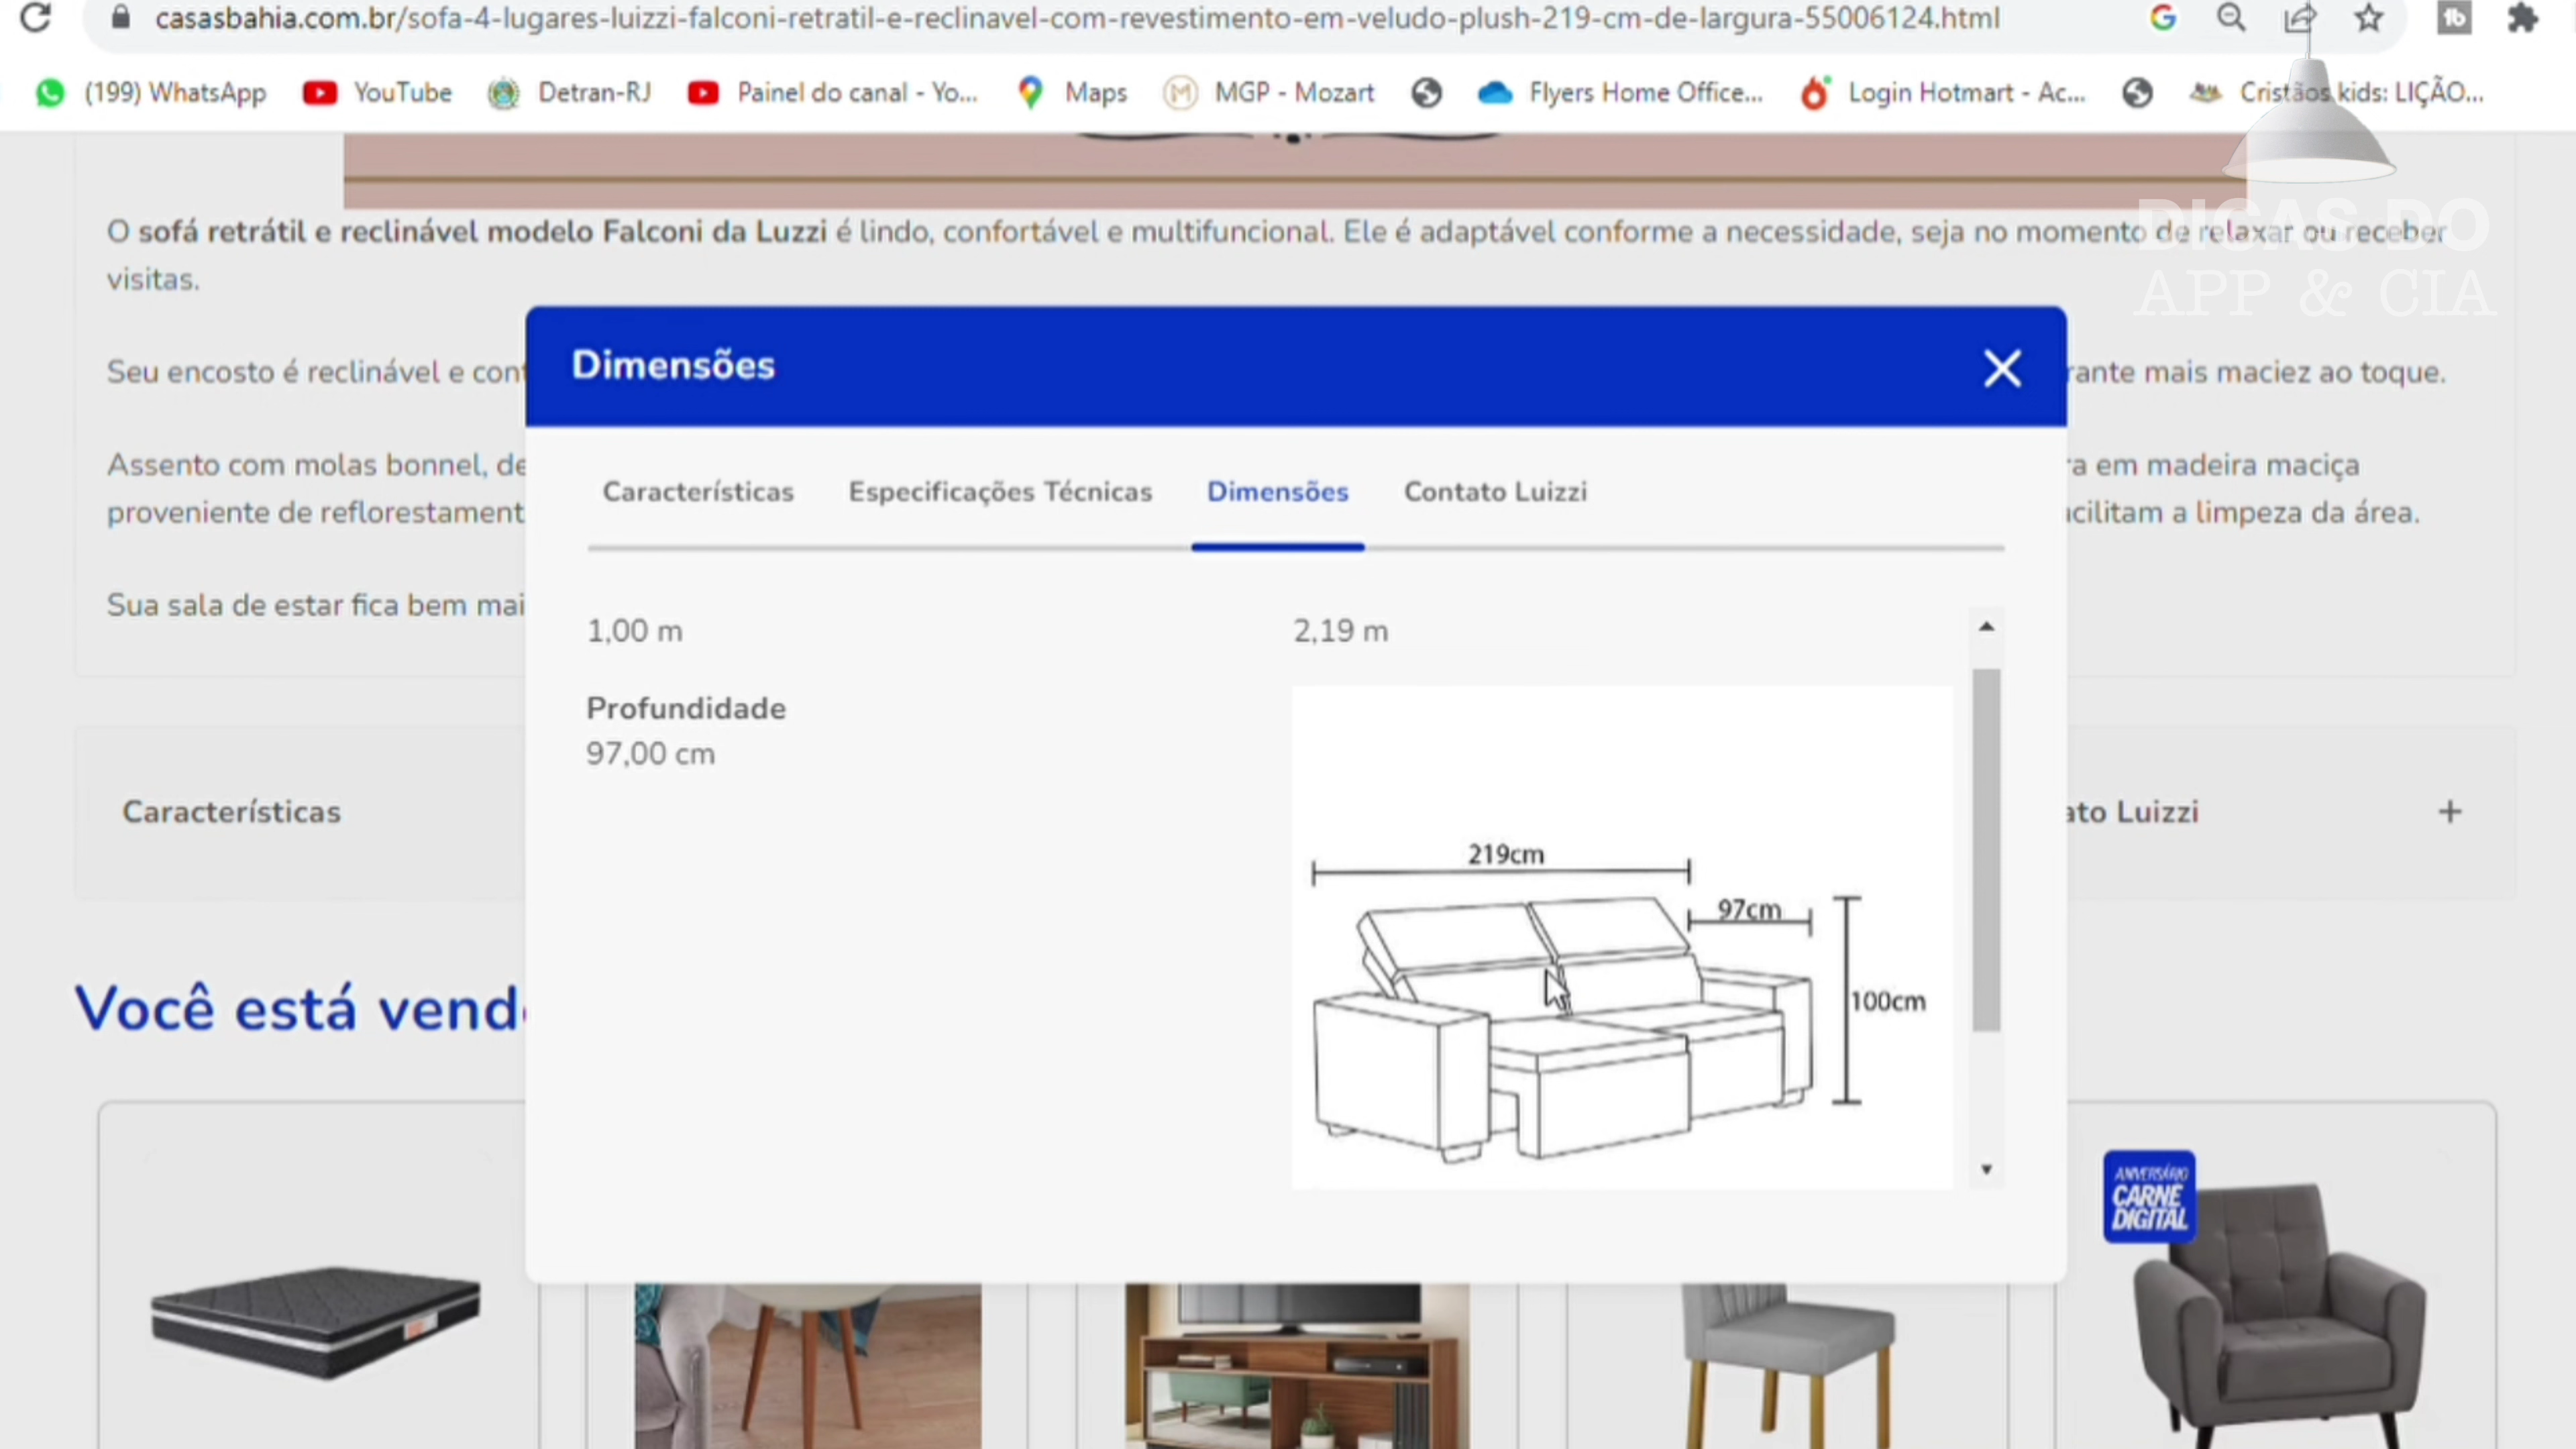 casasbahia.com.br/sofa-4-lugares-luizzi-falconi-retratil-e-reclinavel-com-revestimento-em-veludo-plush-219-cm-de-largura-55006124.html
(199) WhatsApp YouTube Detran-RJ Painel do canal - Yo... Maps MGP - Mozart Flyers Home Office... Login Hotmart - Ac... Cristãos kids: LIÇÃO...
DICAS DO
APP & CIA
O sofá retrátil e reclinável modelo Falconi da Luzzi é lindo, confortável e multifuncional. Ele é adaptável conforme a necessidade, seja no momento de relaxar ou receber
visitas.
Dimensões
Seu encosto é reclinável e cont rante mais maciez ao toque.
Assento com molas bonnel, de ra em madeira maciça
proveniente de reflorestament cilitam a limpeza da área.
Sua sala de estar fica bem mai
Características Especificações Técnicas Dimensões Contato Luizzi
1,00 m 2,19 m
Profundidade
97,00 cm
219cm
97cm
100cm
Características ato Luizzi +
Você está vend
ANIVERSÁRIO
CARNÊ
DIGITAL